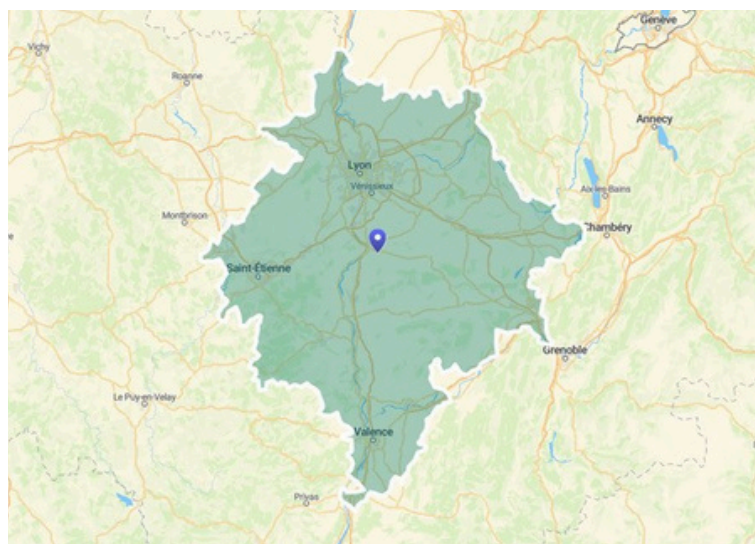 Genève
Vichy
Roanne
Annecy
Lyon
Vénissieux
Aix-les-Bains
Montbrison
Chambéry
Saint-Étienne
Grenoble
Le Puy-en-Velay
Valence
Privas